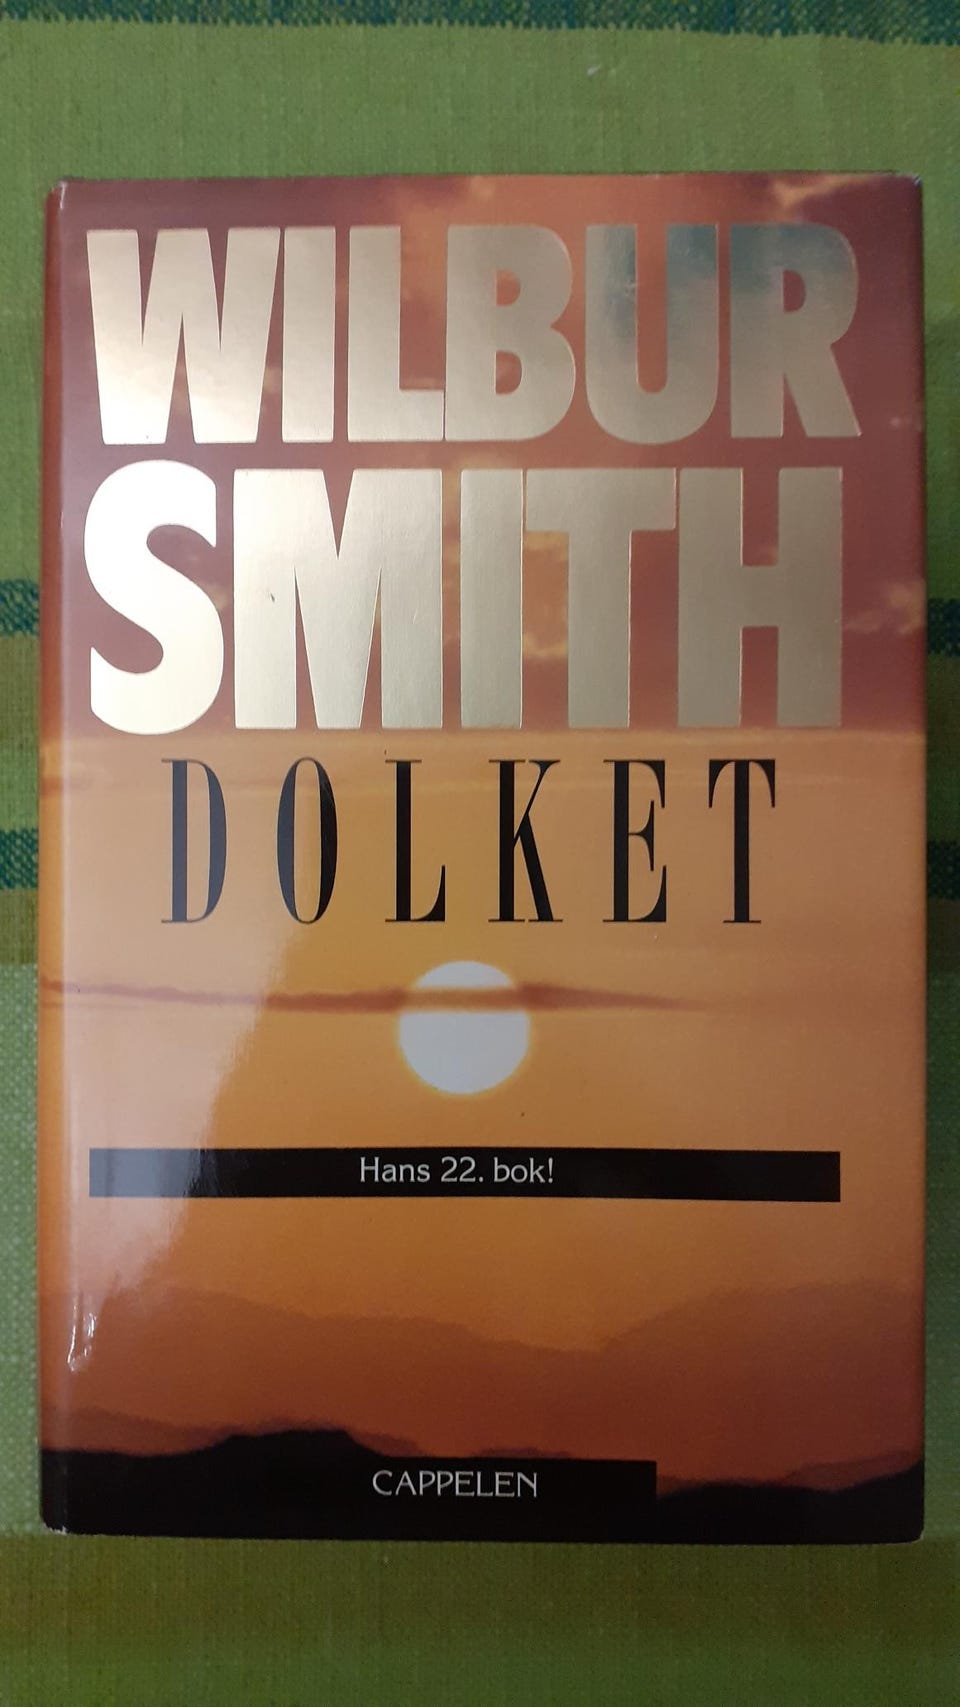 WILBUR
SMITH
DOLKET
Hans 22. bok!
CAPPELEN